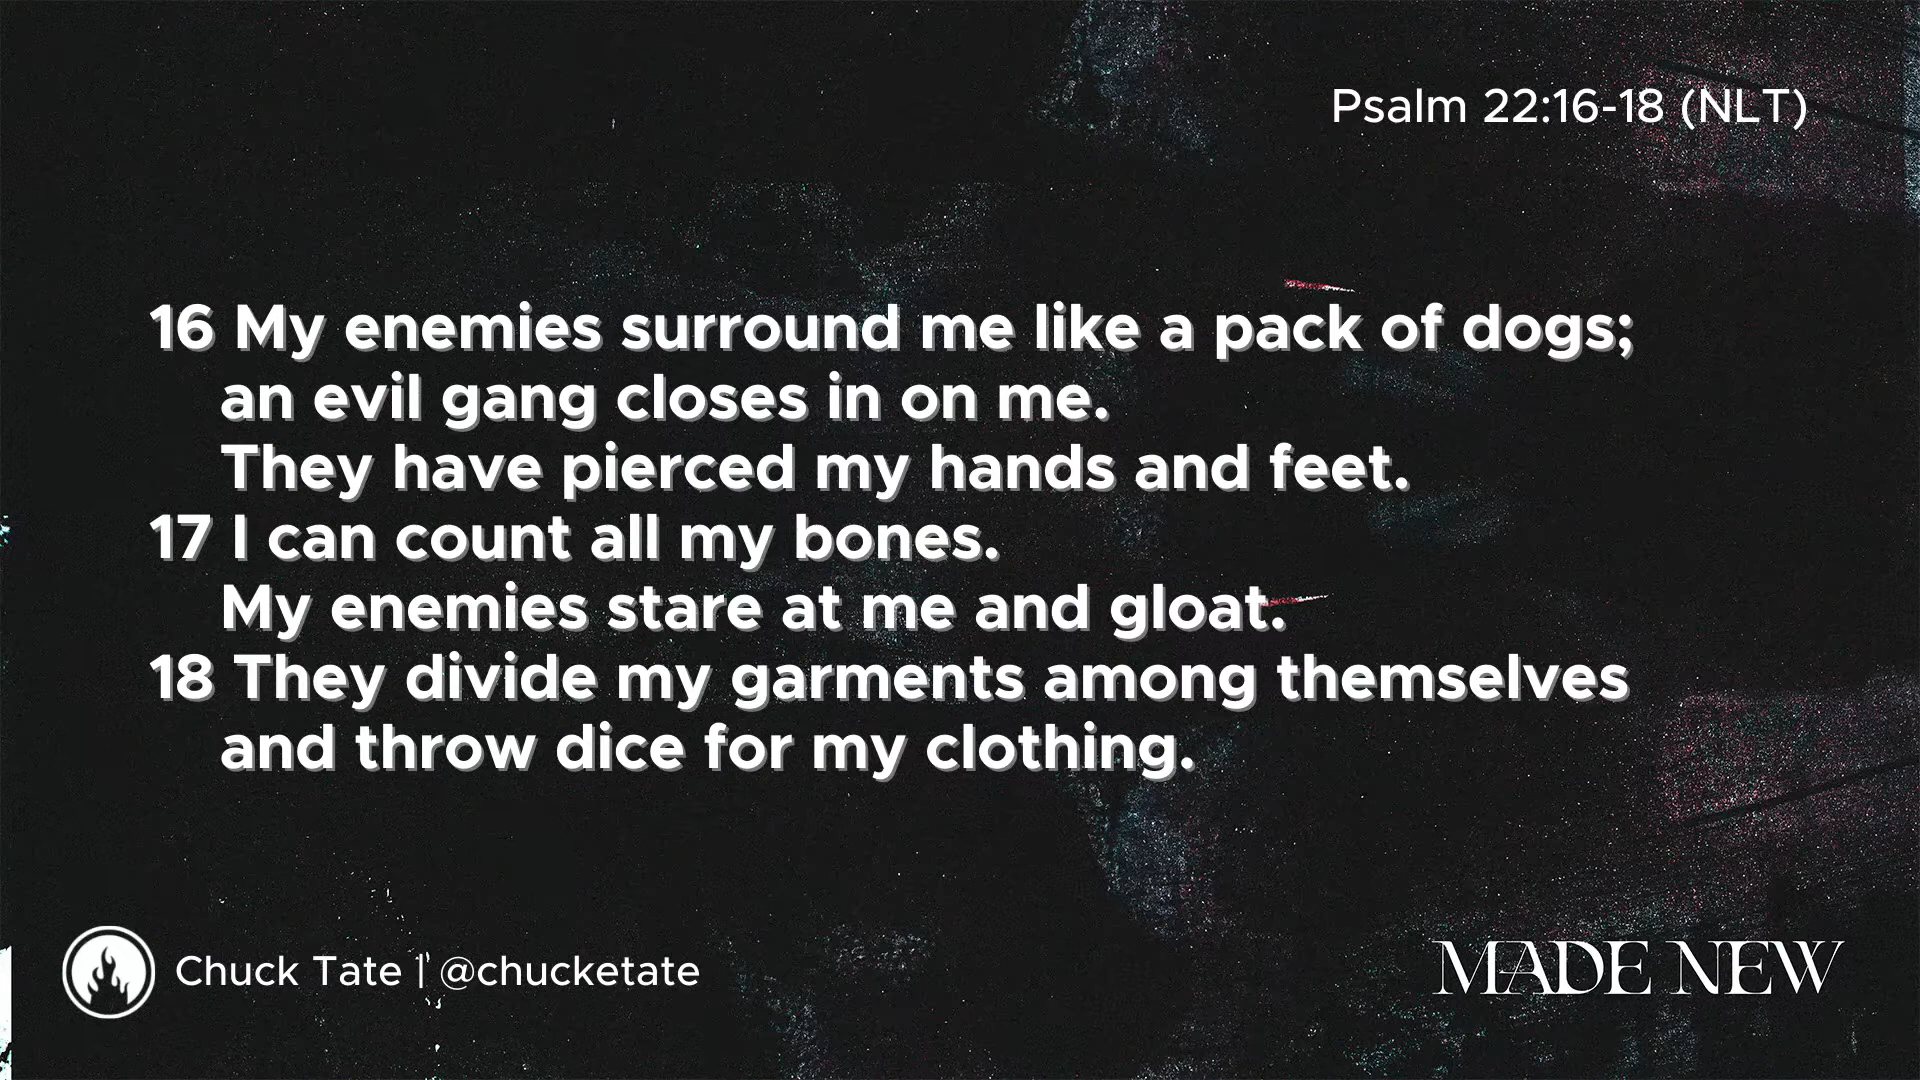 Psalm 22:16-18 (NLT)
16 My enemies surround me like a pack of dogs;
an evil gang closes in on me.
They have pierced my hands and feet.
17 I can count all my bones.
My enemies stare at me and gloat.
18 They divide my garments among themselves
and throw dice for my clothing.
Chuck Tate | @chucketate
MADE NEW